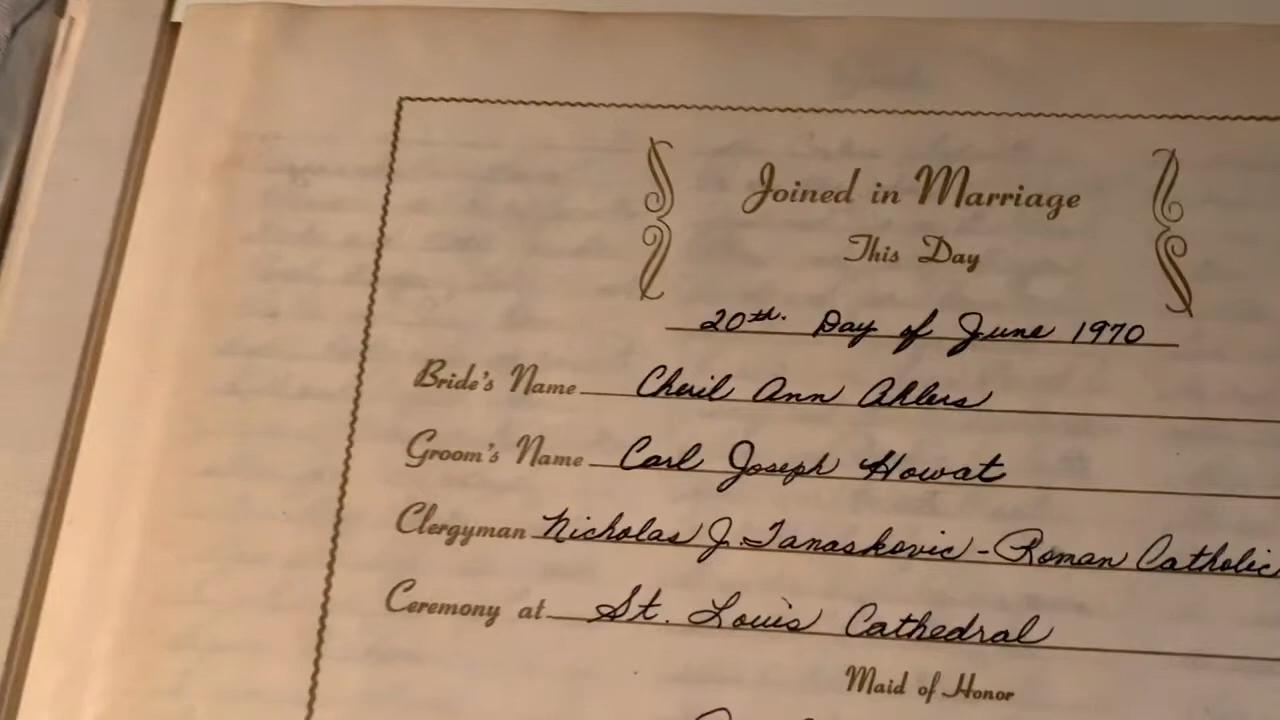 Joined in Marriage
This Day
20th. Day of June 1970
Bride's Name Cheril Ann Ahlers
Groom's Name Carl Joseph Howat
Clergyman Nicholas J. Tanaskovic - Roman Catholic
Ceremony at St. Louis Cathedral
Maid of Honor